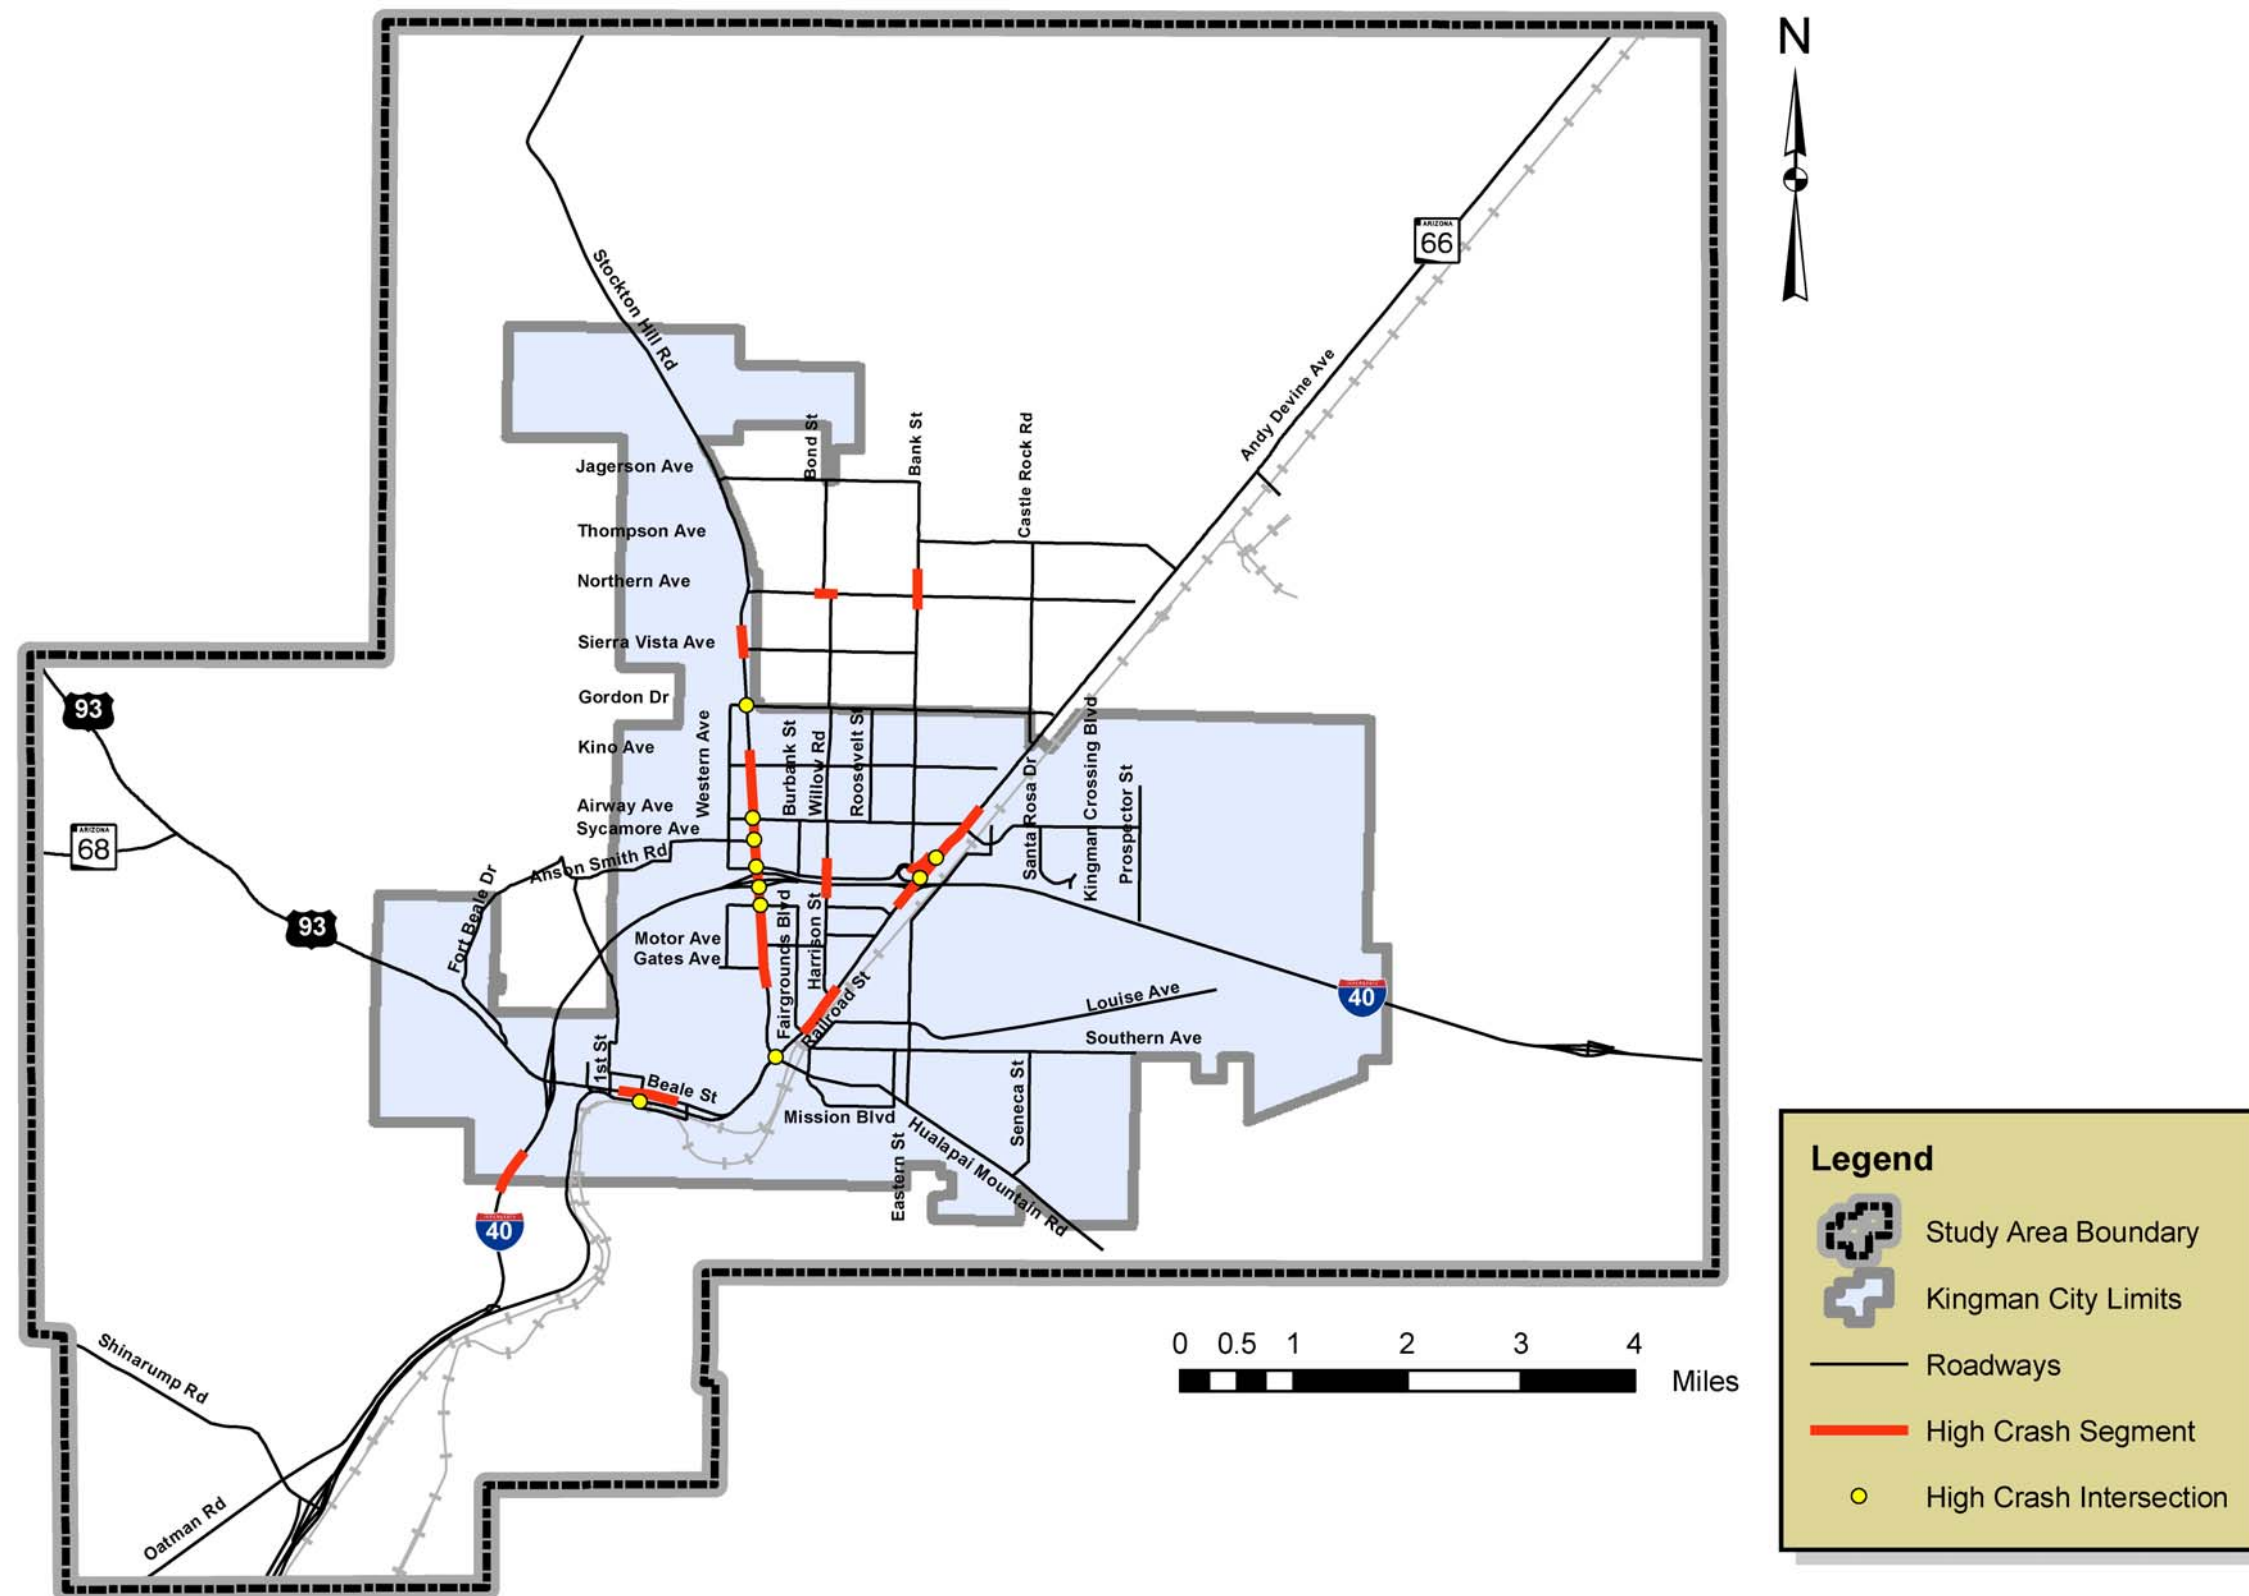 N
ARIZONA
66
Stockton Hill Rd
Andy Devine Ave
Bond St
Bank St
Castle Rock Rd
Jagerson Ave
Thompson Ave
Northern Ave
Sierra Vista Ave
Gordon Dr
Kino Ave
Airway Ave
Sycamore Ave
Anson Smith Rd
Western Ave
Burbank St
Willow Rd
Roosevelt St
Santa Rosa Dr
Kingman Crossing Blvd
Prospector St
93
ARIZONA
68
93
Fort Beale Dr
Motor Ave
Gates Ave
Fairgrounds Blvd
Harrison St
Railroad St
Louise Ave
Southern Ave
INTERSTATE
40
1st St
Beale St
Mission Blvd
Eastern St
Hualapai Mountain Rd
Seneca St
INTERSTATE
40
Shinarump Rd
Oatman Rd
0 0.5 1 2 3 4
Miles
Legend
Study Area Boundary
Kingman City Limits
Roadways
High Crash Segment
High Crash Intersection